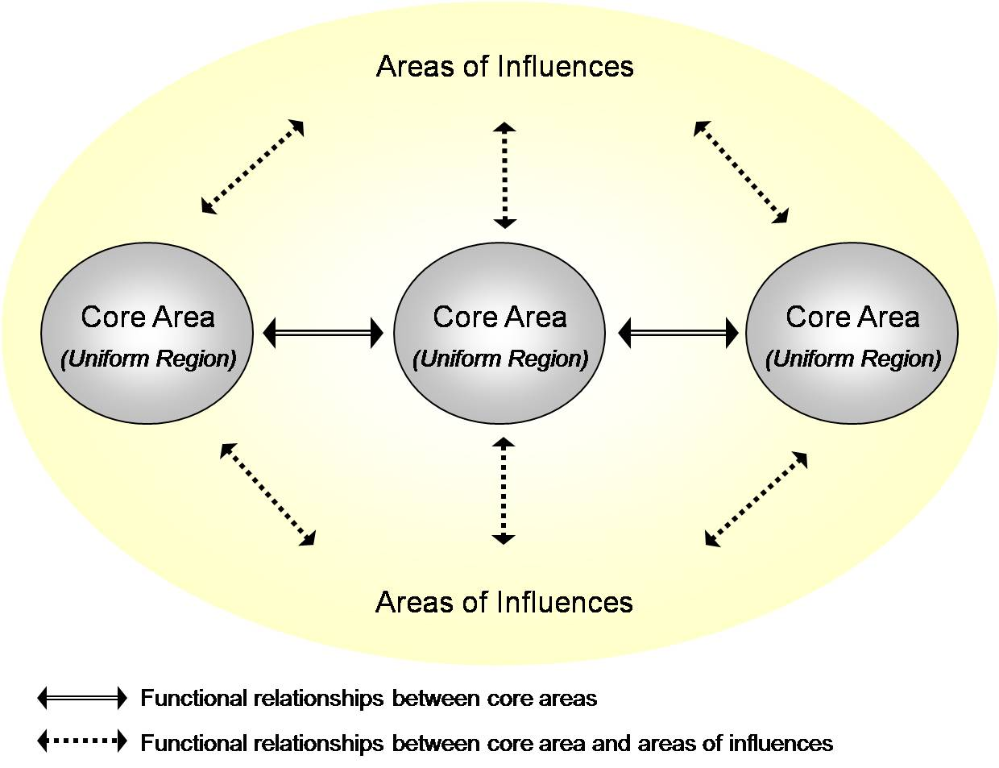 Areas of Influences
Core Area
(Uniform Region)
Core Area
(Uniform Region)
Core Area
(Uniform Region)
Areas of Influences
Functional relationships between core areas
Functional relationships between core area and areas of influences